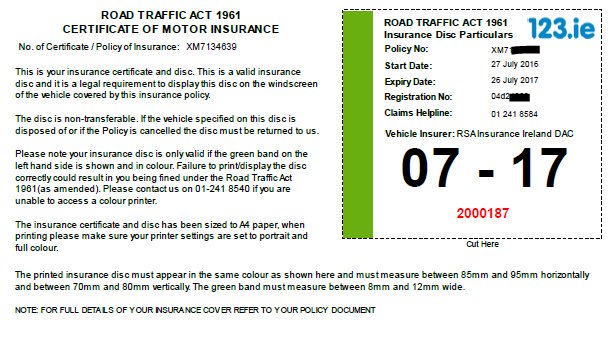 ROAD TRAFFIC ACT 1961
CERTIFICATE OF MOTOR INSURANCE
No. of Certificate / Policy of Insurance: XM7134639
This is your insurance certificate and disc. This is a valid insurance
disc and it is a legal requirement to display this disc on the windscreen
of the vehicle covered by this insurance policy.
The disc is non-transferable. If the vehicle specified on this disc is
disposed of or if the Policy is cancelled the disc must be returned to us.
Please note your insurance disc is only valid if the green band on the
left hand side is shown and in colour. Failure to print/display the disc
correctly could result in you being fined under the Road Traffic Act
1961(as amended). Please contact us on 01-241 8540 if you are
unable to access a colour printer.
The insurance certificate and disc has been sized to A4 paper, when
printing please make sure your printer settings are set to portrait and
full colour.
ROAD TRAFFIC ACT 1961
Insurance Disc Particulars
123.ie
Policy No: XM7
Start Date: 27 July 2016
Expiry Date: 26 July 2017
Registration No: 04d2
Claims Helpline: 01 241 8584
Vehicle Insurer: RSA Insurance Ireland DAC
07 - 17
2000187
Cut Here
The printed insurance disc must appear in the same colour as shown here and must measure between 85mm and 95mm horizontally
and between 70mm and 80mm vertically. The green band must measure between 8mm and 12mm wide.
NOTE: FOR FULL DETAILS OF YOUR INSURANCE COVER REFER TO YOUR POLICY DOCUMENT